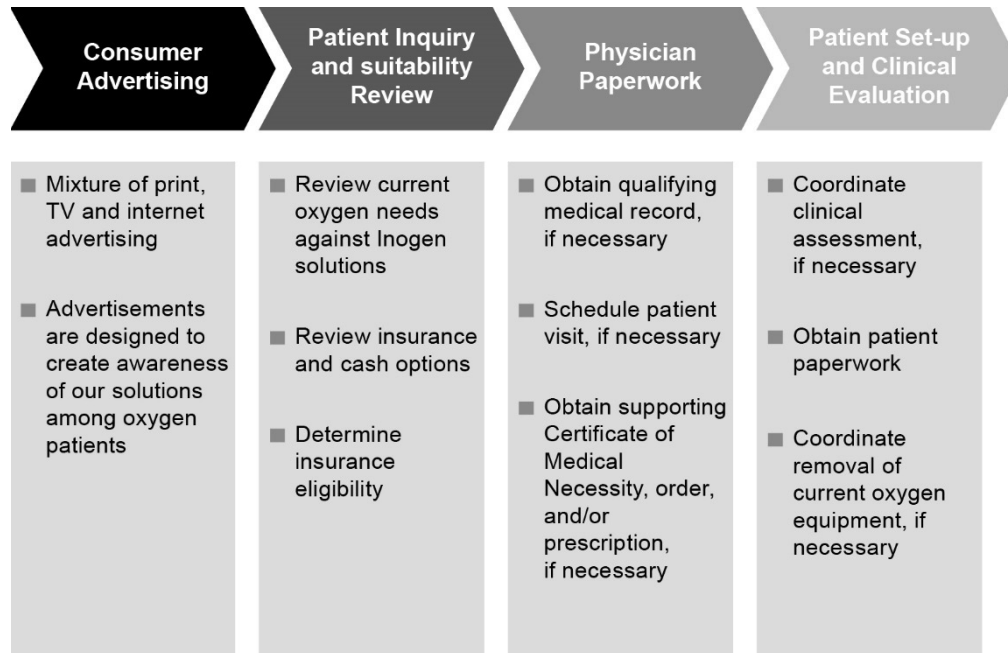 Consumer
Advertising
Patient Inquiry
and suitability
Review
Physician
Paperwork
Patient Set-up
and Clinical
Evaluation
Mixture of print,
TV and internet
advertising
Advertisements
are designed to
create awareness
of our solutions
among oxygen
patients
Review current
oxygen needs
against Inogen
solutions
Review insurance
and cash options
Determine
insurance
eligibility
Obtain qualifying
medical record,
if necessary
Schedule patient
visit, if necessary
Obtain supporting
Certificate of
Medical
Necessity, order,
and/or
prescription,
if necessary
Coordinate
clinical
assessment,
if necessary
Obtain patient
paperwork
Coordinate
removal of
current oxygen
equipment, if
necessary